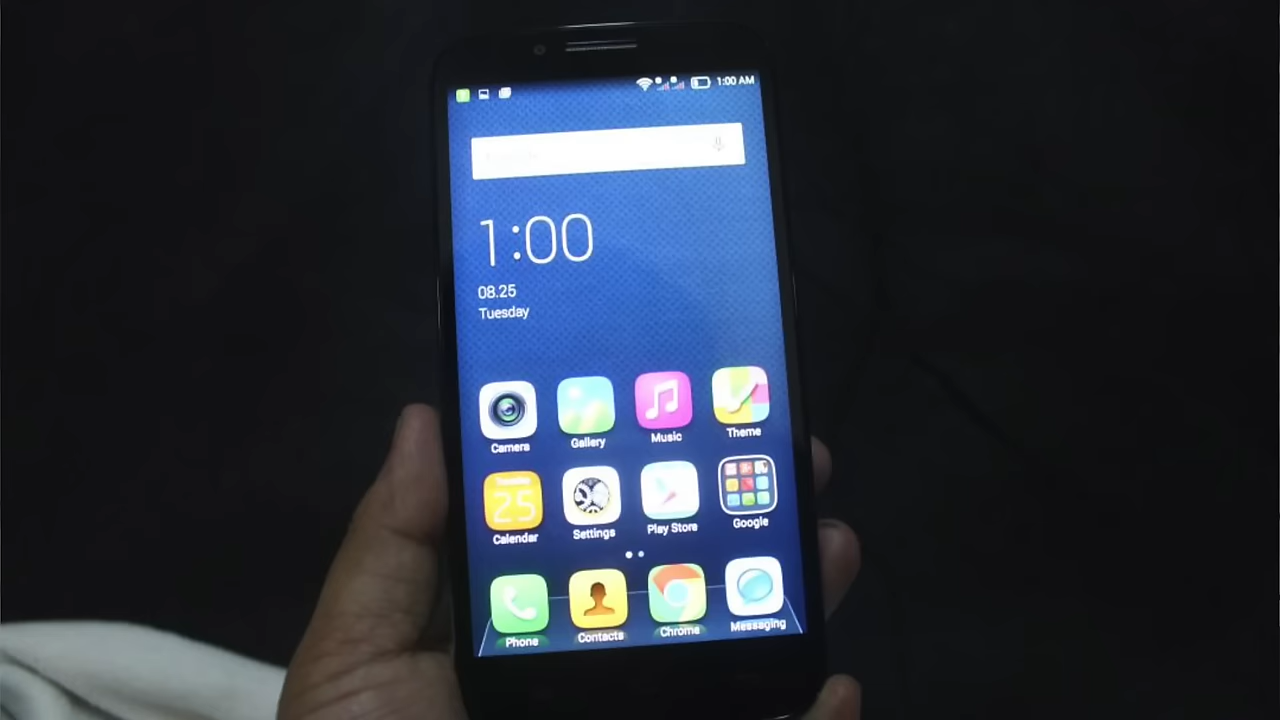 1:00 AM
1:00
08.25
Tuesday
Camera
Gallery
Music
Theme
Tuesday
25
Calendar
Settings
Play Store
Google
Phone
Contacts
Chrome
Messaging